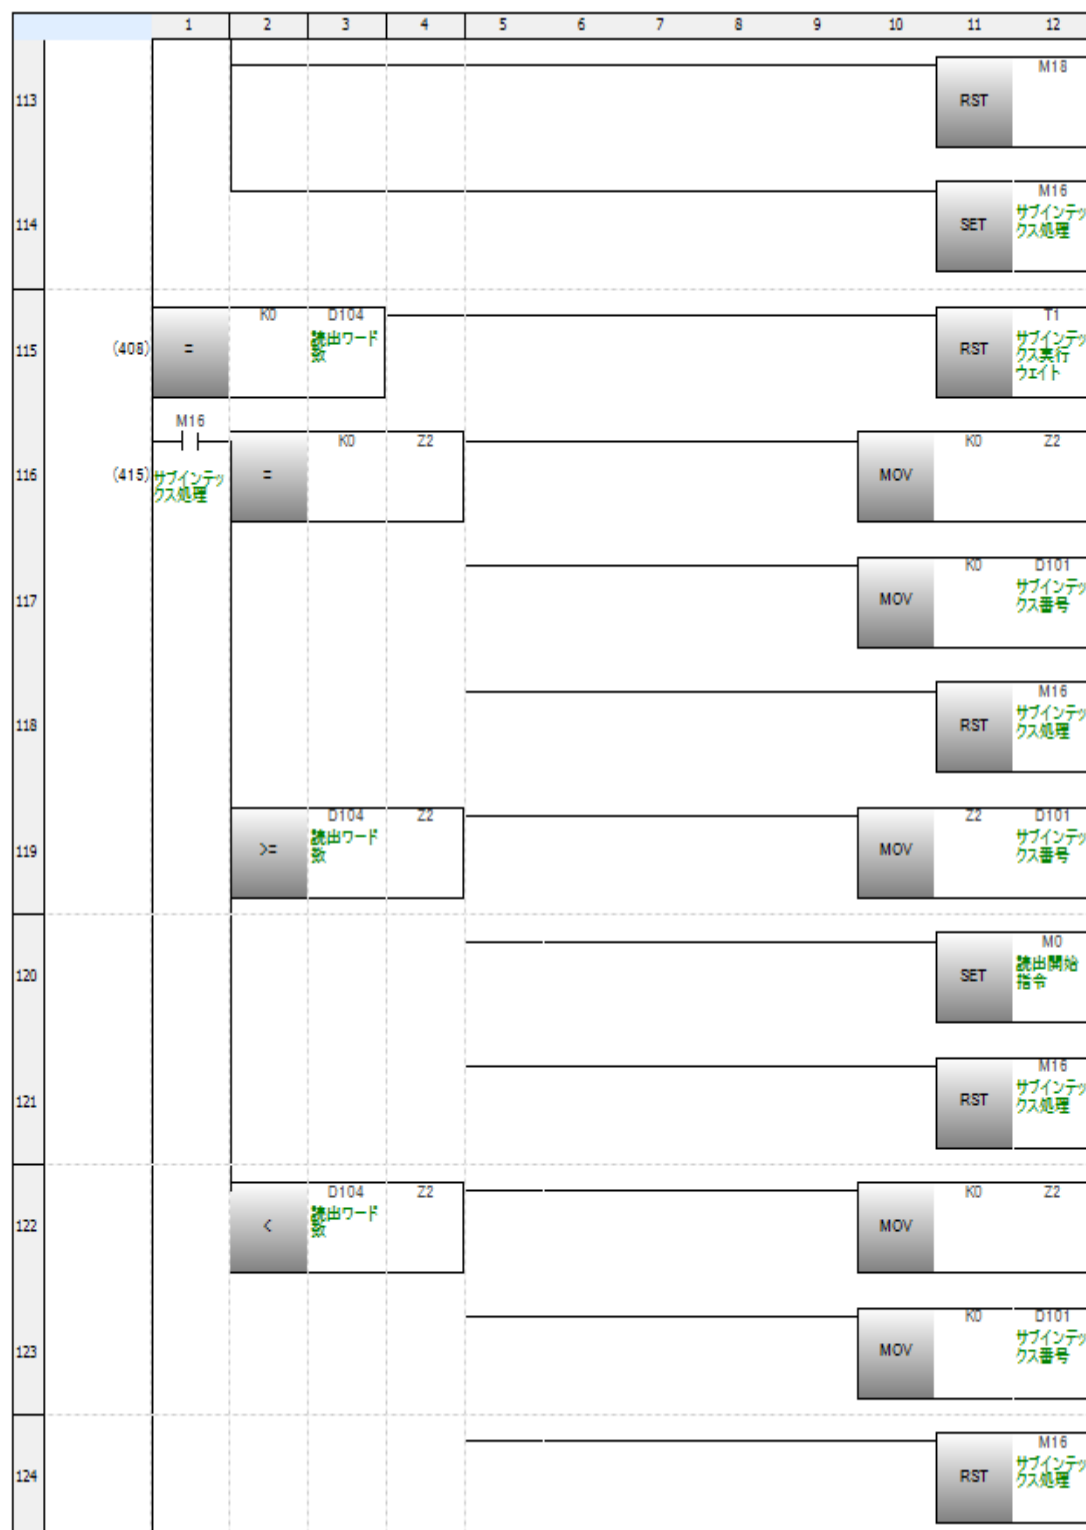 1 2 3 4 5 6 7 8 9 10 11 12
113 RST M18
114 SET M16
サブインデッ
クス処理
115 (408) = K0 D104
読出ワード
数
RST T1
サブインデッ
クス実行
ウェイト
116 (415) M16
サブインデッ
クス処理
= K0 Z2
MOV K0 Z2
117 MOV K0 D101
サブインデッ
クス番号
118 RST M16
サブインデッ
クス処理
119 >= D104 Z2
読出ワード
数
MOV Z2 D101
サブインデッ
クス番号
120 SET M0
読出開始
指令
121 RST M16
サブインデッ
クス処理
122 < D104 Z2
読出ワード
数
MOV K0 Z2
123 MOV K0 D101
サブインデッ
クス番号
124 RST M16
サブインデッ
クス処理